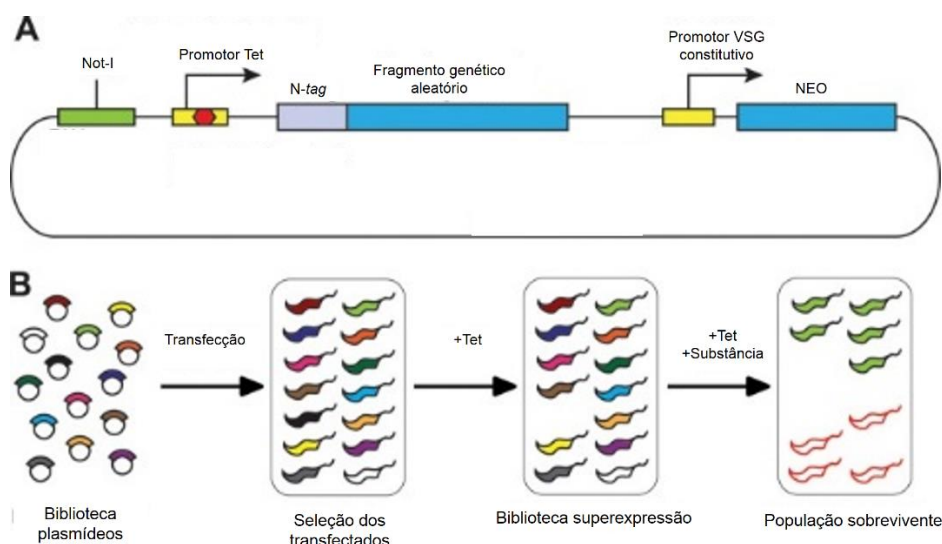 A
Not-I
Promotor Tet
N-tag
Fragmento genético
aleatório
Promotor VSG
constitutivo
NEO
B
Transfecção
+Tet
+Tet
+Substância
Biblioteca
plasmídeos
Seleção dos
transfectados
Biblioteca superexpressão
População sobrevivente